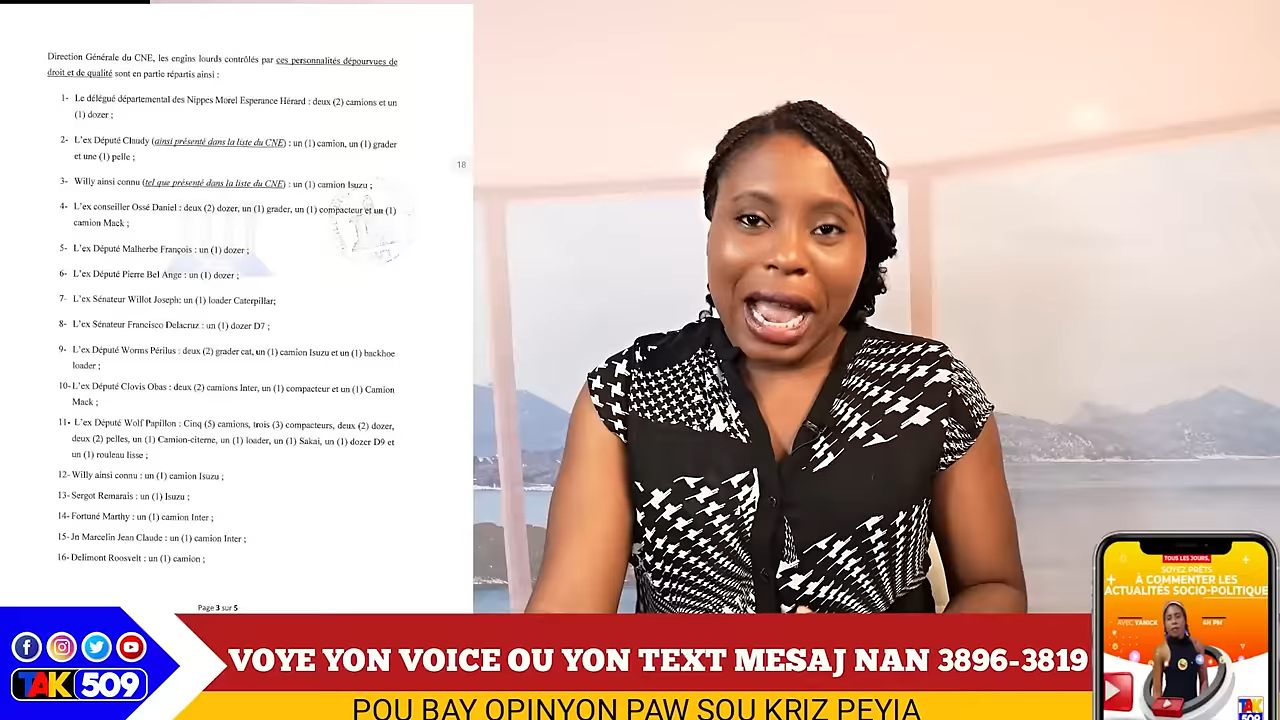 Direction Générale du CNE, les engins lourds contrôlés par ces personnalités dépourvues de
droit et de qualité sont en partie répartis ainsi :
1- Le délégué départemental des Nippes Morel Esperance Hérard : deux (2) camions et un
(1) dozer ;
2- L'ex Député Claudy (ainsi présenté dans la liste du CNE) : un (1) camion, un (1) grader
et une (1) pelle ;
3- Willy ainsi connu (tel que présenté dans la liste du CNE) : un (1) camion Isuzu ;
4- L'ex conseiller Ossé Daniel : deux (2) dozer, un (1) grader, un (1) compacteur et un (1)
camion Mack ;
5- L'ex Député Malherbe François : un (1) dozer ;
6- L'ex Député Pierre Bel Ange : un (1) dozer ;
7- L'ex Sénateur Willot Joseph: un (1) loader Caterpillar;
8- L'ex Sénateur Francisco Delacruz : un (1) dozer D7 ;
9- L'ex Député Worms Périlus : deux (2) grader cat, un (1) camion Isuzu et un (1) backhoe
loader ;
10- L'ex Député Clovis Obas : deux (2) camions Inter, un (1) compacteur et un (1) Camion
Mack ;
11- L'ex Député Wolf Papillon : Cinq (5) camions, trois (3) compacteurs, deux (2) dozer,
deux (2) pelles, un (1) Camion-citerne, un (1) loader, un (1) Sakai, un (1) dozer D9 et
un (1) rouleau lisse ;
12- Willy ainsi connu : un (1) camion Isuzu ;
13- Sergot Remarais : un (1) Isuzu ;
14- Fortuné Marthy : un (1) camion Inter ;
15- Jn Marcelin Jean Claude : un (1) camion Inter ;
16- Delimont Roosvelt : un (1) camion ;
Page 3 sur 5
18
TAK 509
VOYE YON VOICE OU YON TEXT MESAJ NAN 3896-3819
POU BAY OPINYON PAW SOU KRIZ PEYIA
TOUS LES JOURS,
SOYEZ PRÊTS
À COMMENTER LES
ACTUALITÉS SOCIO-POLITIQUE
AVEC YANICK
TAK
509